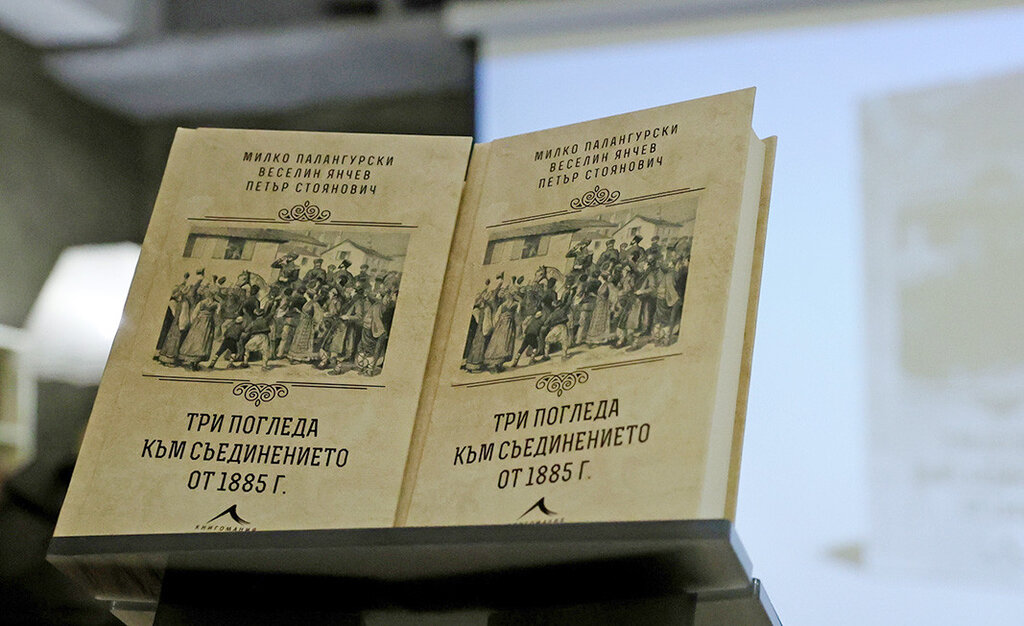 МИЛКО ПАЛАНГУРСКИ
ВЕСЕЛИН ЯНЧЕВ
ПЕТЪР СТОЯНОВИЧ
ТРИ ПОГЛЕДА
КЪМ СЪЕДИНЕНИЕТО
ОТ 1885 Г.
КНИГОМАНИЯ
МИЛКО ПАЛАНГУРСКИ
ВЕСЕЛИН ЯНЧЕВ
ПЕТЪР СТОЯНОВИЧ
ТРИ ПОГЛЕДА
КЪМ СЪЕДИНЕНИЕТО
ОТ 1885 Г.